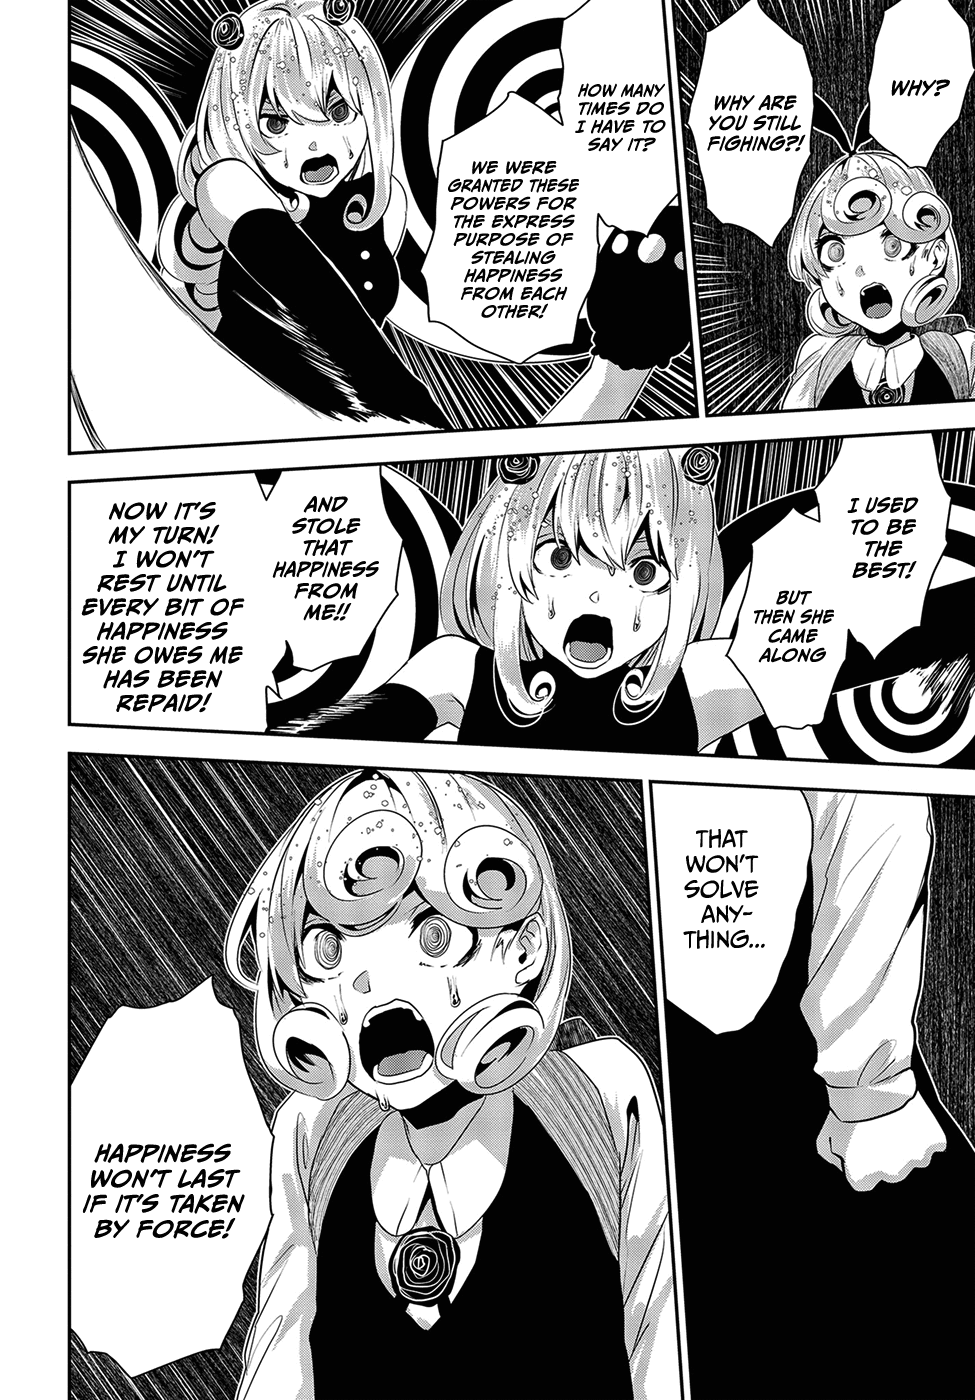 WHY?
WHY ARE
YOU STILL
FIGHING?!
HOW MANY
TIMES DO
I HAVE TO
SAY IT?
WE WERE
GRANTED THESE
POWERS FOR
THE EXPRESS
PURPOSE OF
STEALING
HAPPINESS
FROM EACH
OTHER!
I USED
TO BE
THE
BEST!
BUT
THEN SHE
CAME
ALONG
AND
STOLE
THAT
HAPPINESS
FROM
ME!!
NOW IT'S
MY TURN!
I WON'T
REST UNTIL
EVERY BIT OF
HAPPINESS
SHE OWES ME
HAS BEEN
REPAID!
THAT
WON'T
SOLVE
ANY-
THING...
HAPPINESS
WON'T LAST
IF IT'S TAKEN
BY FORCE!